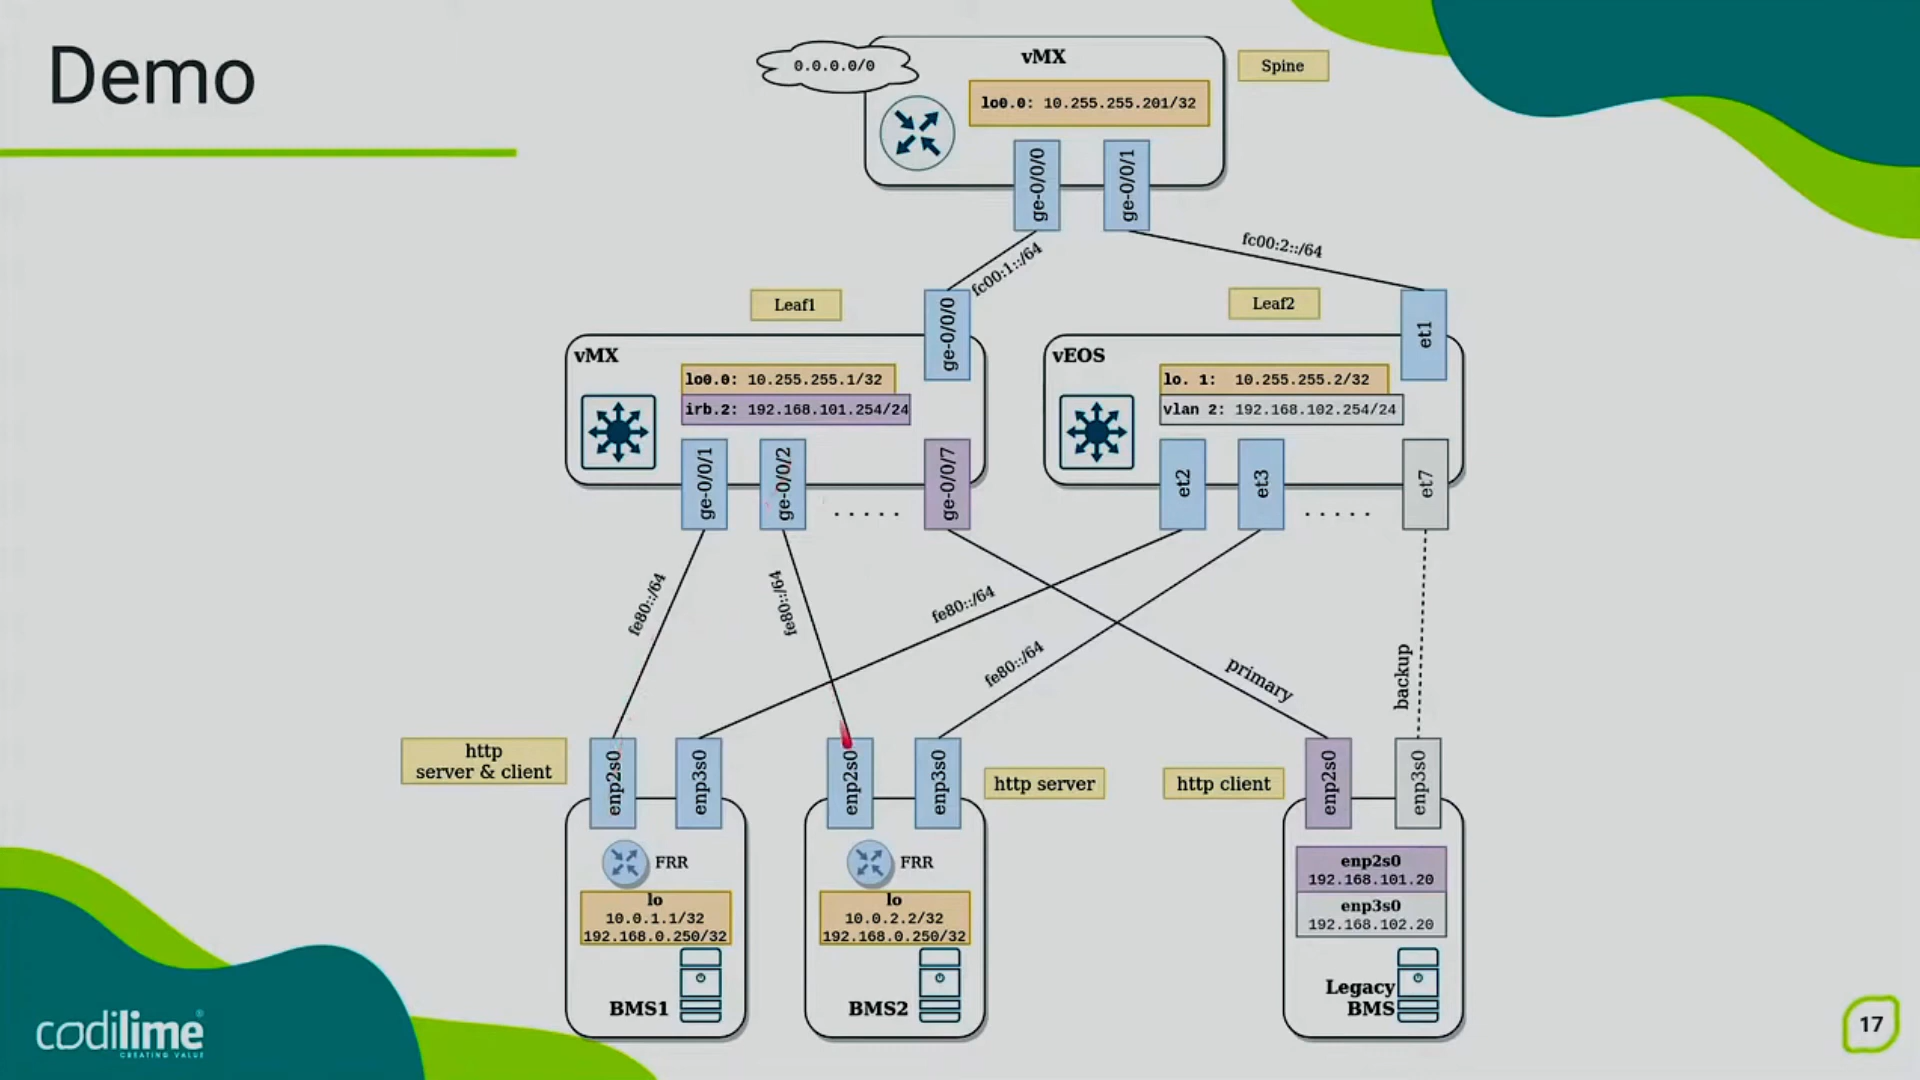 Demo
0.0.0.0/0
vMX
Spine
lo0.0: 10.255.255.201/32
ge-0/0/0
ge-0/0/1
fc00:1::/64
fc00:2::/64
Leaf1
ge-0/0/0
Leaf2
et1
vMX
lo0.0: 10.255.255.1/32
irb.2: 192.168.101.254/24
vEOS
lo. 1: 10.255.255.2/32
vlan 2: 192.168.102.254/24
ge-0/0/1
ge-0/0/2
. . . . .
ge-0/0/7
et2
et3
. . . . .
et7
fe80::/64
fe80::/64
fe80::/64
fe80::/64
primary
backup
http
server & client
enp2s0
enp3s0
enp2s0
enp3s0
http server
http client
enp2s0
enp3s0
FRR
lo
10.0.1.1/32
192.168.0.250/32
BMS1
FRR
lo
10.0.2.2/32
192.168.0.250/32
BMS2
enp2s0
192.168.101.20
enp3s0
192.168.102.20
Legacy
BMS
codilime
CREATING VALUE
17